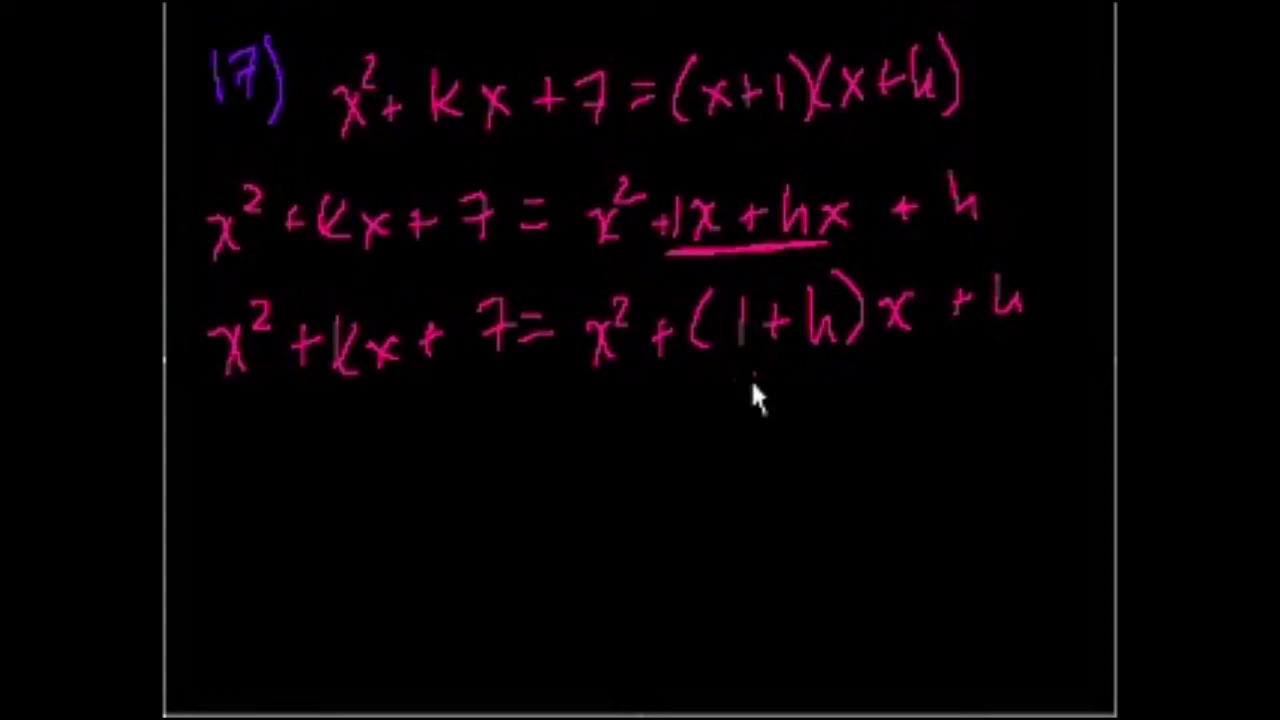 17) x² + kx + 7 = (x+1)(x+h)
x² + kx + 7 = x² + 1x + hx + h
x² + kx + 7 = x² + (1+h)x + h